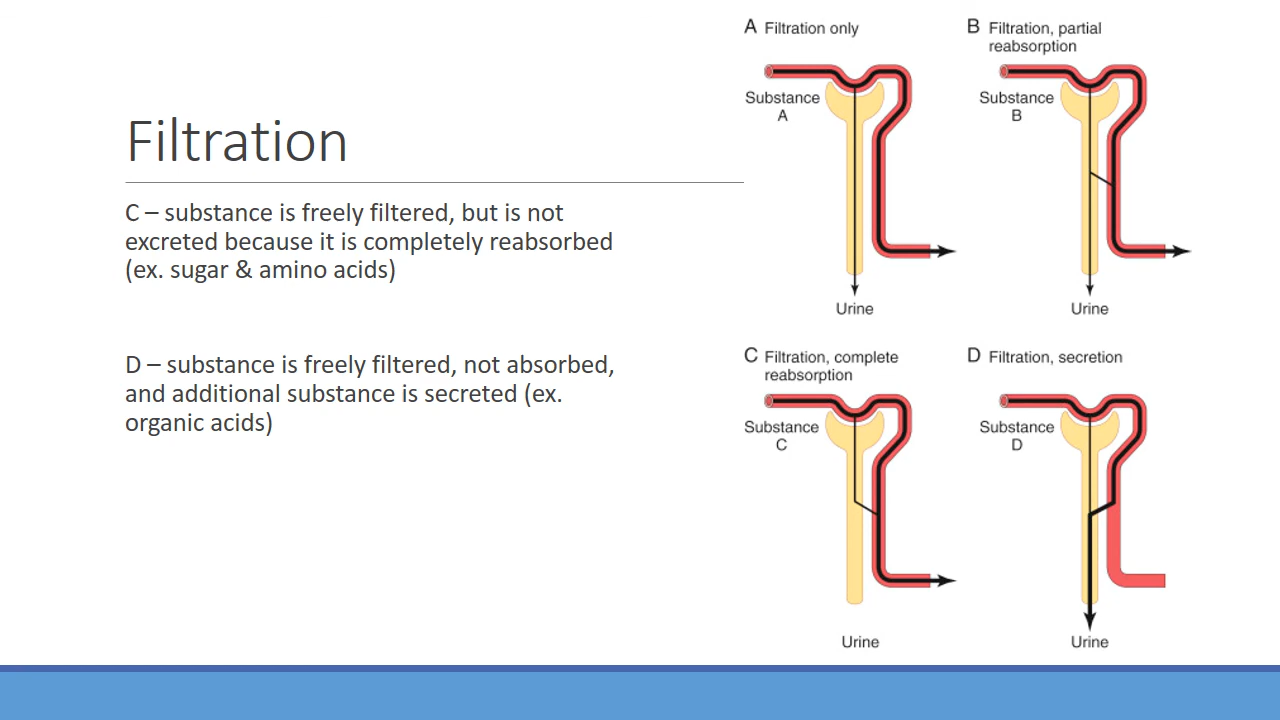 Filtration
C – substance is freely filtered, but is not
excreted because it is completely reabsorbed
(ex. sugar & amino acids)
D – substance is freely filtered, not absorbed,
and additional substance is secreted (ex.
organic acids)
A Filtration only
Substance
A
Urine
B Filtration, partial
reabsorption
Substance
B
Urine
C Filtration, complete
reabsorption
Substance
C
Urine
D Filtration, secretion
Substance
D
Urine